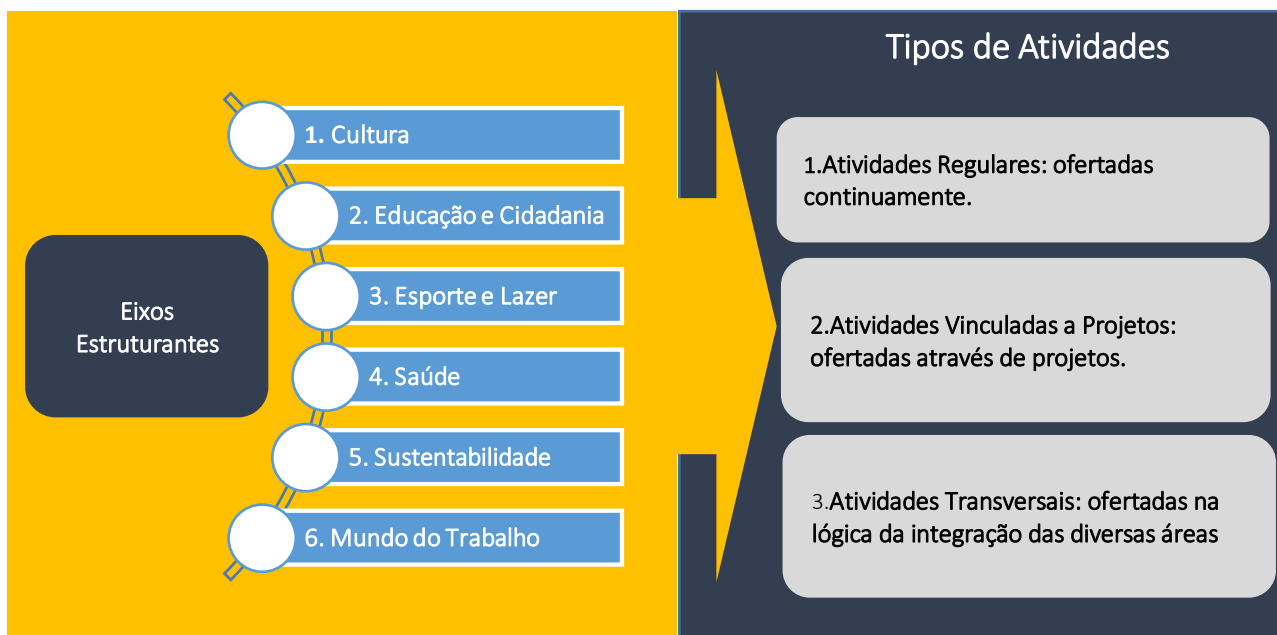 Eixos
Estruturantes
1. Cultura
2. Educação e Cidadania
3. Esporte e Lazer
4. Saúde
5. Sustentabilidade
6. Mundo do Trabalho
Tipos de Atividades
1.Atividades Regulares: ofertadas
continuamente.
2.Atividades Vinculadas a Projetos:
ofertadas através de projetos.
3.Atividades Transversais: ofertadas na
lógica da integração das diversas áreas